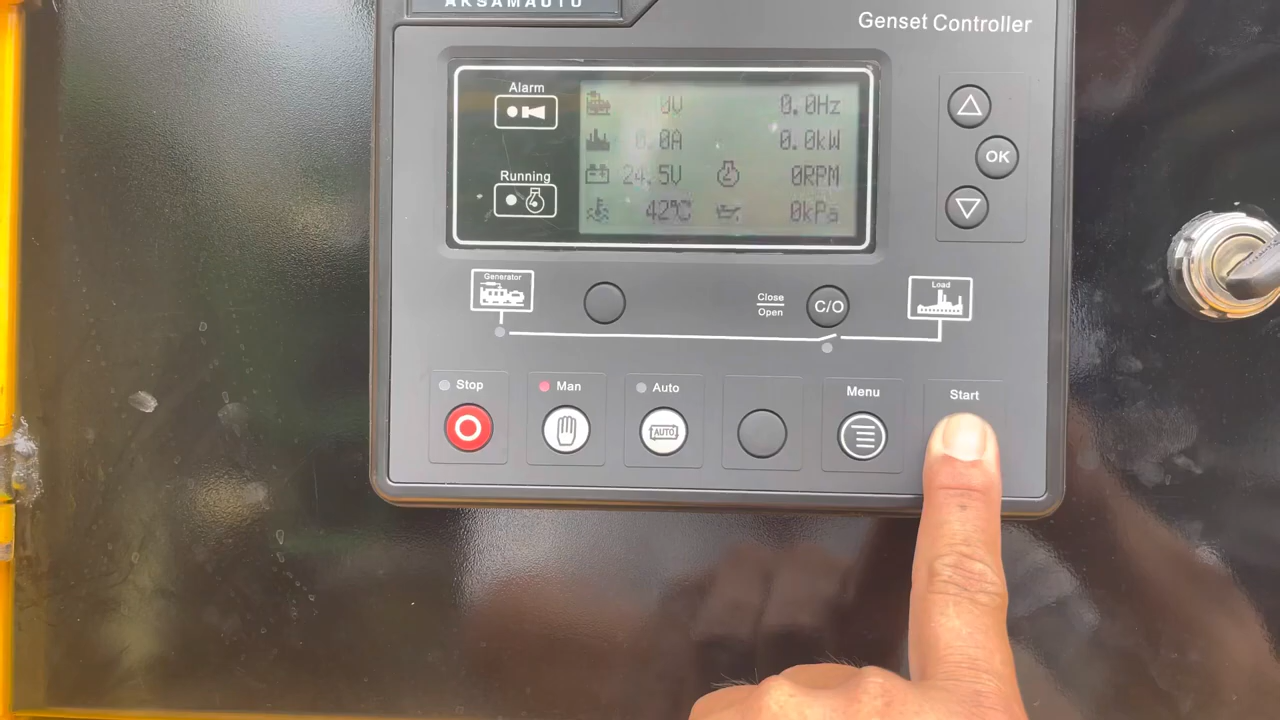 AKSAMAUTO
Genset Controller
Alarm
0V 0.0Hz
0.0A 0.0kW
Running
24.5V 0RPM
42℃ 0kPa
Generator
Close
Open
C/O
Load
OK
Stop
Man
Auto
AUTO
Menu
Start